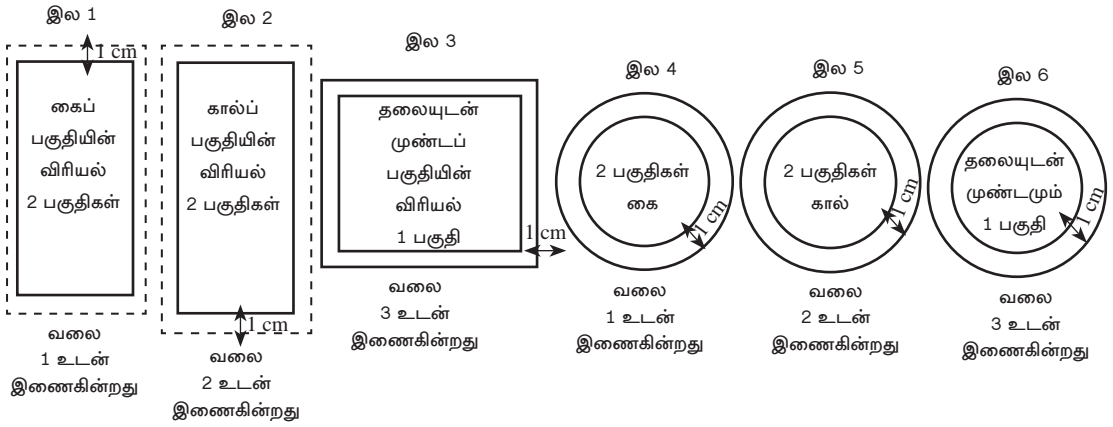 இல 1
1 cm
கைப்
பகுதியின்
விரியல்
2 பகுதிகள்
வலை
1 உடன்
இணைகின்றது
இல 2
கால்ப்
பகுதியின்
விரியல்
2 பகுதிகள்
1 cm
வலை
2 உடன்
இணைகின்றது
இல 3
தலையுடன்
முண்டப்
பகுதியின்
விரியல்
1 பகுதி
1 cm
வலை
3 உடன்
இணைகின்றது
இல 4
2 பகுதிகள்
கை
1 cm
வலை
1 உடன்
இணைகின்றது
இல 5
2 பகுதிகள்
கால்
1 cm
வலை
2 உடன்
இணைகின்றது
இல 6
தலையுடன்
முண்டமும்
1 பகுதி
1 cm
வலை
3 உடன்
இணைகின்றது